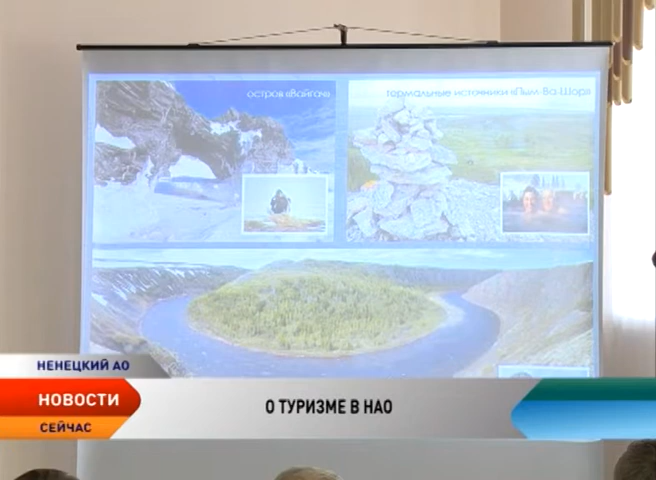 остров «Вайгач»
термальные источники «Пым-Ва-Шор»
НЕНЕЦКИЙ АО
НОВОСТИ
СЕЙЧАС
О ТУРИЗМЕ В НАО